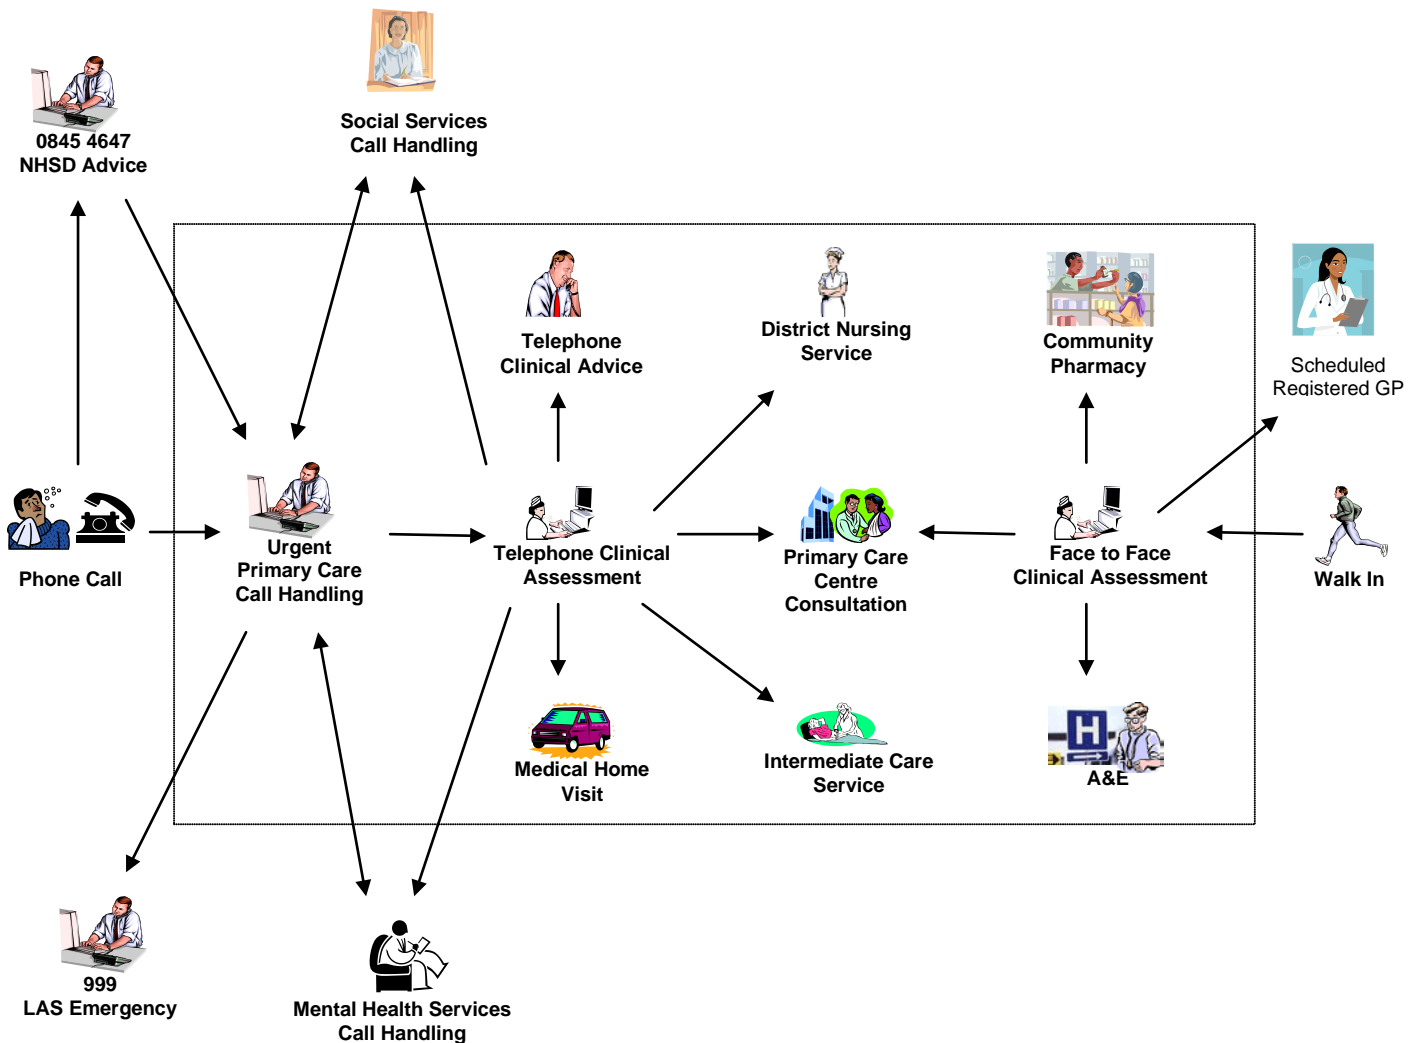 Social Services
Call Handling
0845 4647
NHSD Advice
Telephone
Clinical Advice
District Nursing
Service
Community
Pharmacy
Scheduled
Registered GP
Phone Call
Urgent
Primary Care
Call Handling
Telephone Clinical
Assessment
Primary Care
Centre
Consultation
Face to Face
Clinical Assessment
Walk In
Medical Home
Visit
Intermediate Care
Service
H
A&E
999
LAS Emergency
Mental Health Services
Call Handling